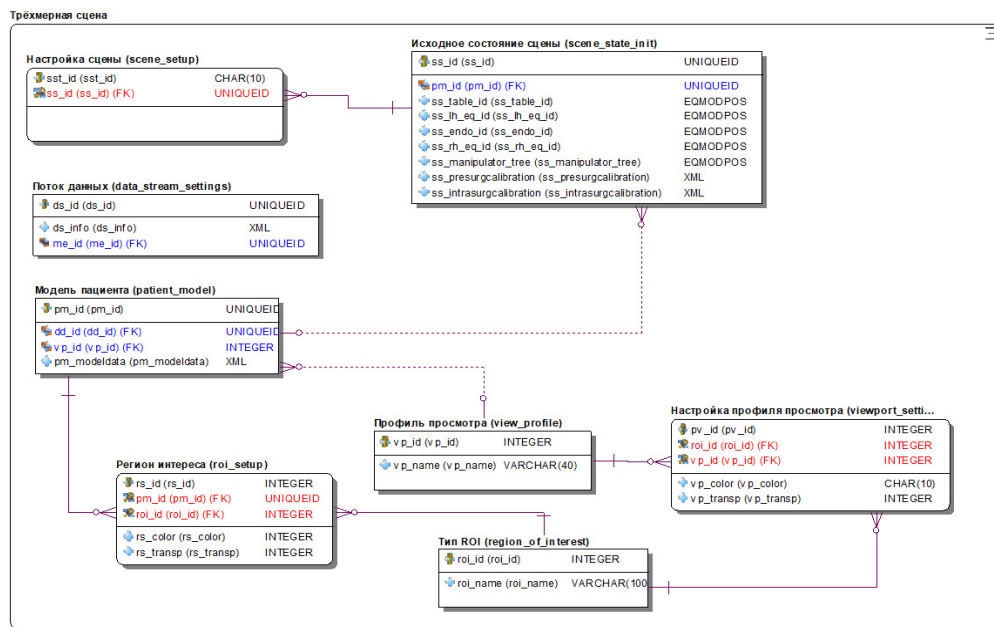 Трёхмерная сцена
Настройка сцены (scene_setup)
sst_id (sst_id) CHAR(10)
ss_id (ss_id) (FK) UNIQUEID
Исходное состояние сцены (scene_state_init)
ss_id (ss_id) UNIQUEID
pm_id (pm_id) (FK) UNIQUEID
ss_table_id (ss_table_id) EQMODPOS
ss_lh_eq_id (ss_lh_eq_id) EQMODPOS
ss_endo_id (ss_endo_id) EQMODPOS
ss_rh_eq_id (ss_rh_eq_id) EQMODPOS
ss_manipulator_tree (ss_manipulator_tree) EQMODPOS
ss_presurgcalibration (ss_presurgcalibration) XML
ss_intrasurgcalibration (ss_intrasurgcalibration) XML
Поток данных (data_stream_settings)
ds_id (ds_id) UNIQUEID
ds_info (ds_info) XML
me_id (me_id) (FK) UNIQUEID
Модель пациента (patient_model)
pm_id (pm_id) UNIQUEID
dd_id (dd_id) (FK) UNIQUEID
vp_id (vp_id) (FK) INTEGER
pm_modeldata (pm_modeldata) XML
Профиль просмотра (view_profile)
vp_id (vp_id) INTEGER
vp_name (vp_name) VARCHAR(40)
Настройка профиля просмотра (viewport_setti...
pv_id (pv_id) INTEGER
roi_id (roi_id) (FK) INTEGER
vp_id (vp_id) (FK) INTEGER
vp_color (vp_color) CHAR(10)
vp_transp (vp_transp) INTEGER
Регион интереса (roi_setup)
rs_id (rs_id) INTEGER
pm_id (pm_id) (FK) UNIQUEID
roi_id (roi_id) (FK) INTEGER
rs_color (rs_color) INTEGER
rs_transp (rs_transp) INTEGER
Тип ROI (region_of_interest)
roi_id (roi_id) INTEGER
roi_name (roi_name) VARCHAR(100